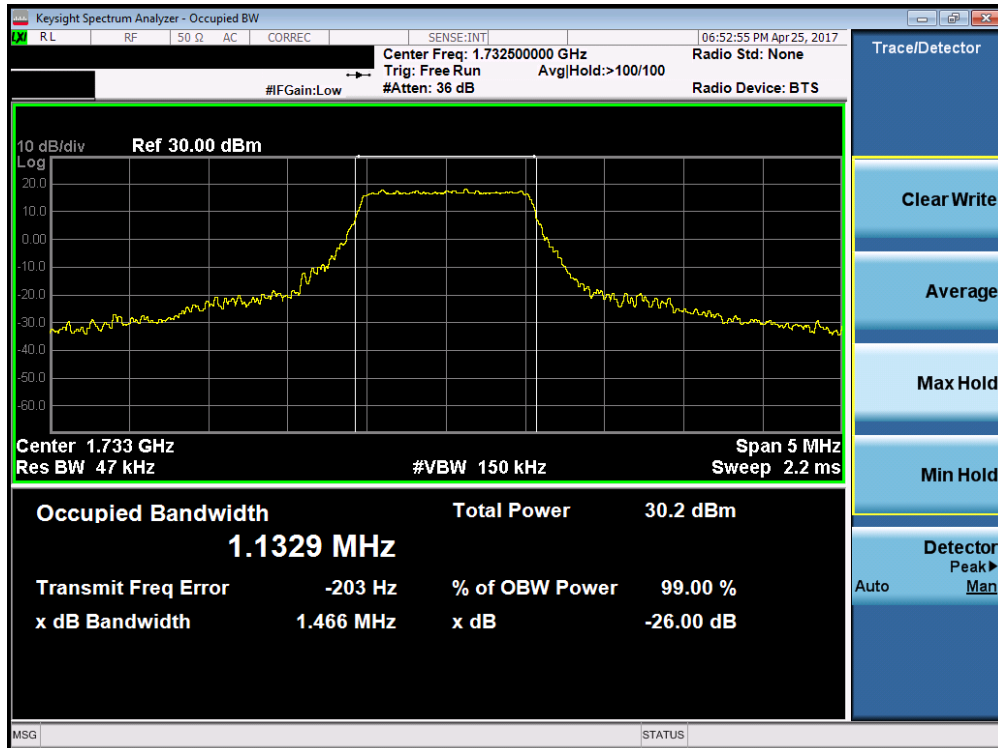 Keysight Spectrum Analyzer - Occupied BW
LXI RL RF 50 Ω AC CORREC SENSE:INT 06:52:55 PM Apr 25, 2017
Center Freq: 1.732500000 GHz Radio Std: None
Trig: Free Run Avg|Hold:>100/100
#IFGain:Low #Atten: 36 dB Radio Device: BTS
10 dB/div Ref 30.00 dBm
Log
20.0
10.0
0.00
-10.0
-20.0
-30.0
-40.0
-50.0
-60.0
Center 1.733 GHz Span 5 MHz
Res BW 47 kHz #VBW 150 kHz Sweep 2.2 ms
Occupied Bandwidth Total Power 30.2 dBm
1.1329 MHz
Transmit Freq Error -203 Hz % of OBW Power 99.00 %
x dB Bandwidth 1.466 MHz x dB -26.00 dB
MSG STATUS
Trace/Detector
Clear Write
Average
Max Hold
Min Hold
Detector
Peak▶
Auto Man